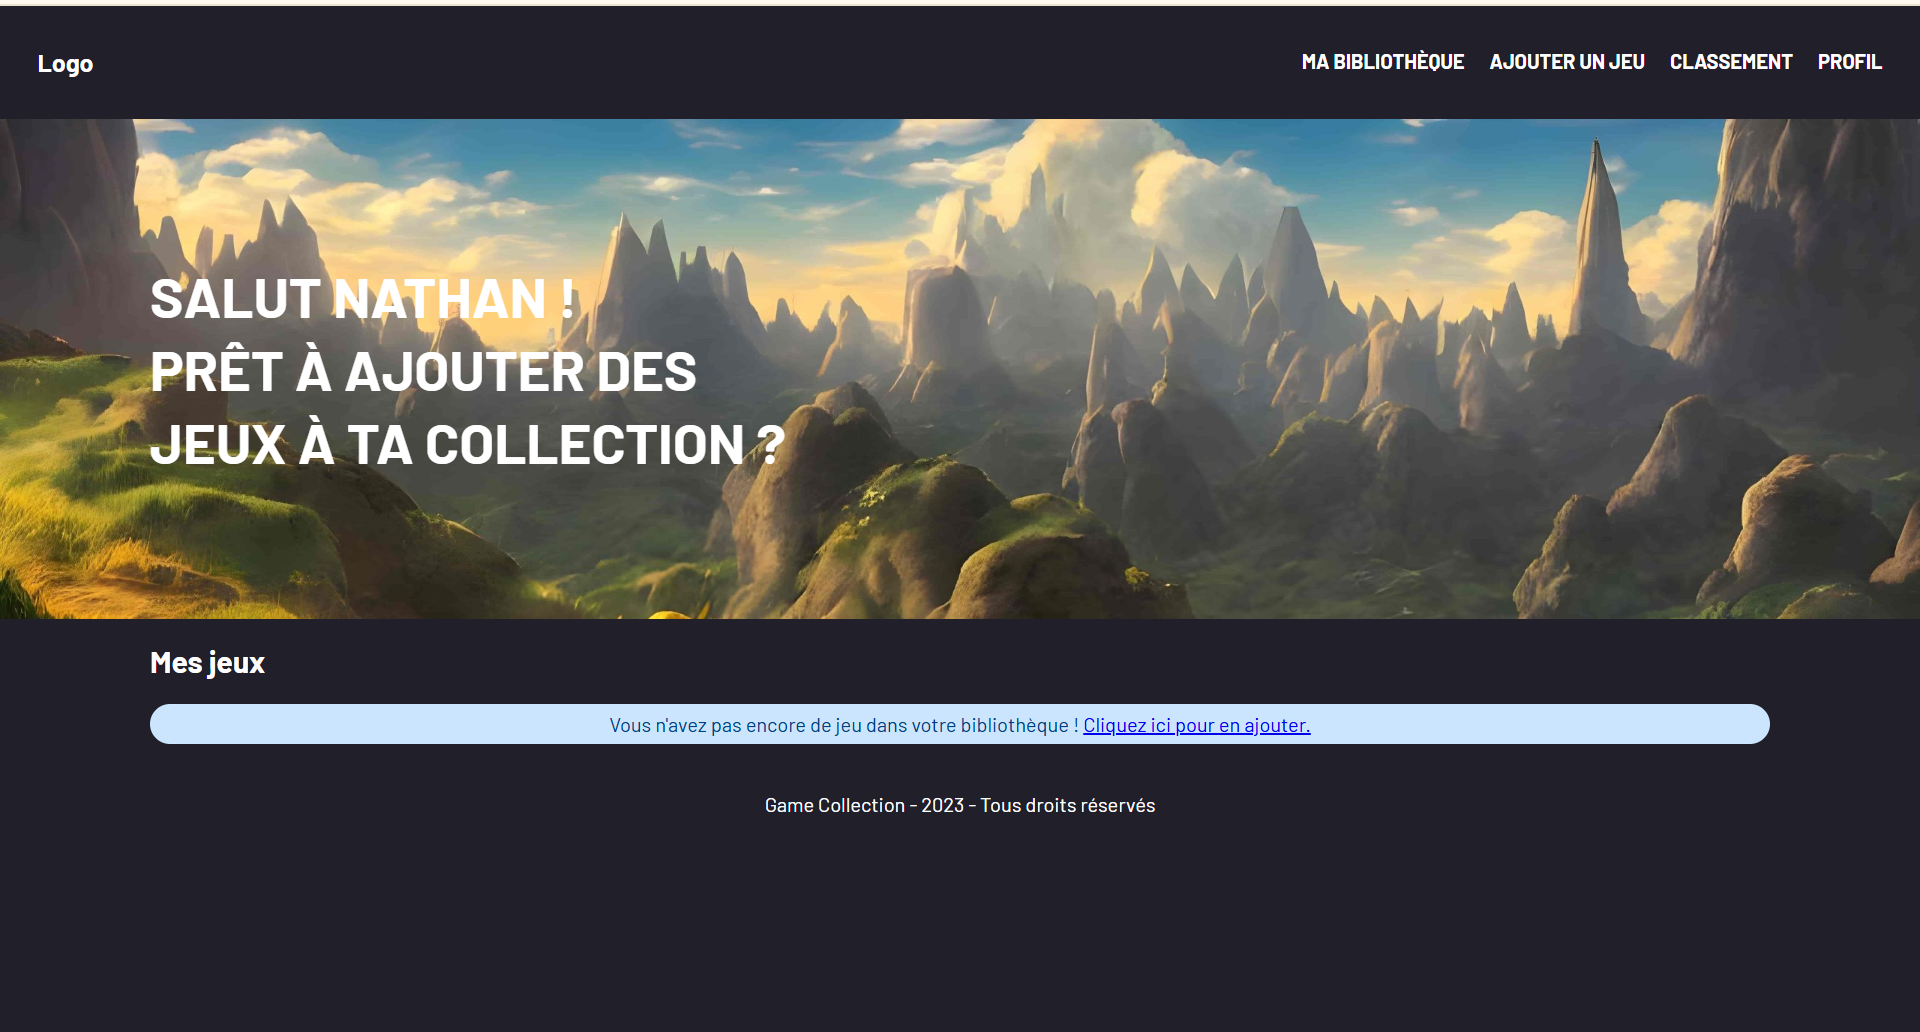 Logo
MA BIBLIOTHÈQUE AJOUTER UN JEU CLASSEMENT PROFIL
SALUT NATHAN !
PRÊT À AJOUTER DES
JEUX À TA COLLECTION ?
Mes jeux
Vous n'avez pas encore de jeu dans votre bibliothèque ! Cliquez ici pour en ajouter.
Game Collection - 2023 - Tous droits réservés